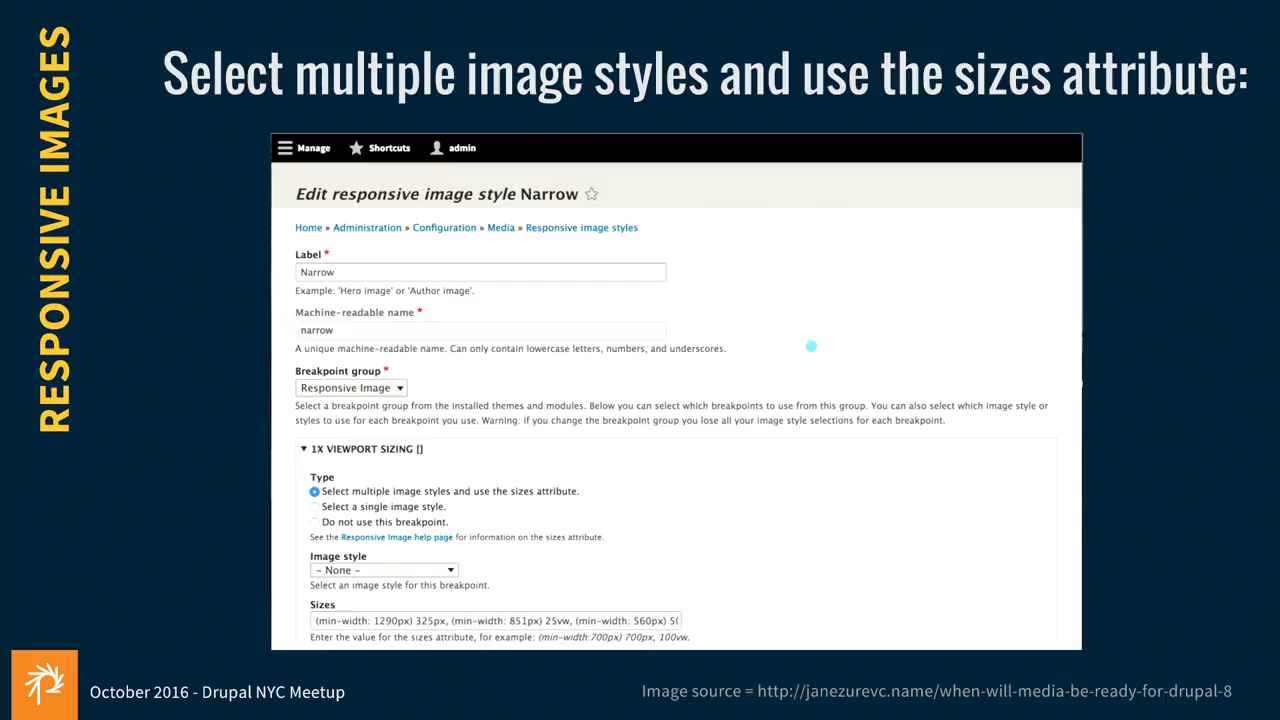 RESPONSIVE IMAGES
Select multiple image styles and use the sizes attribute:
Manage Shortcuts admin
Edit responsive image style Narrow
Home » Administration » Configuration » Media » Responsive image styles
Label *
Narrow
Example: 'Hero image' or 'Author image'.
Machine-readable name *
narrow
A unique machine-readable name. Can only contain lowercase letters, numbers, and underscores.
Breakpoint group *
Responsive Image
Select a breakpoint group from the installed themes and modules. Below you can select which breakpoints to use from this group. You can also select which image style or
styles to use for each breakpoint you use. Warning: if you change the breakpoint group you lose all your image style selections for each breakpoint.
1X VIEWPORT SIZING []
Type
Select multiple image styles and use the sizes attribute.
Select a single image style.
Do not use this breakpoint.
See the Responsive Image help page for information on the sizes attribute.
Image style
- None -
Select an image style for this breakpoint.
Sizes
(min-width: 1290px) 325px, (min-width: 851px) 25vw, (min-width: 560px) 50
Enter the value for the sizes attribute, for example: (min-width:700px) 700px, 100vw.
October 2016 - Drupal NYC Meetup
Image source = http://janezurevc.name/when-will-media-be-ready-for-drupal-8